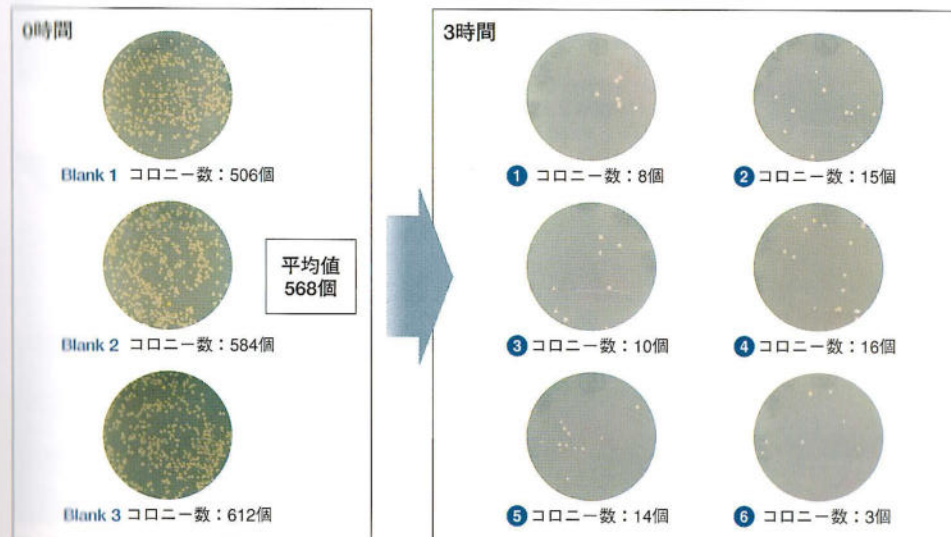 0時間
Blank 1 コロニー数：506個
Blank 2 コロニー数：584個
平均値
568個
Blank 3 コロニー数：612個
3時間
1 コロニー数：8個
2 コロニー数：15個
3 コロニー数：10個
4 コロニー数：16個
5 コロニー数：14個
6 コロニー数：3個